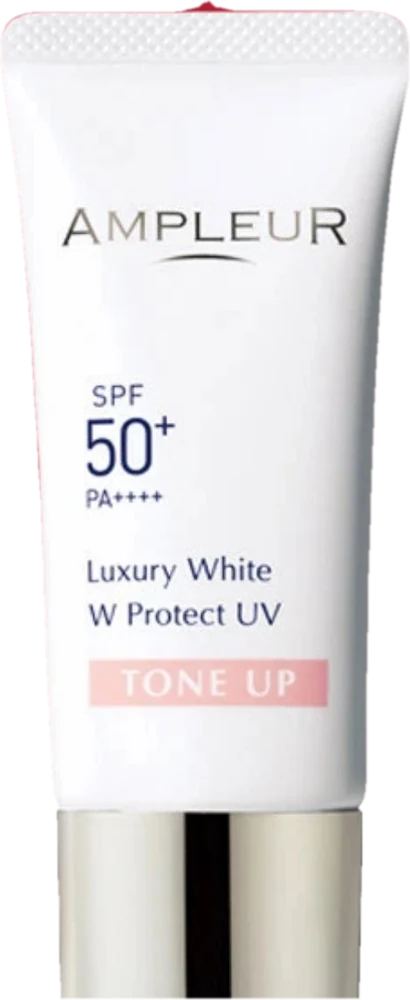 AMPLEUR
SPF
50+
PA++++
Luxury White
W Protect UV
TONE UP